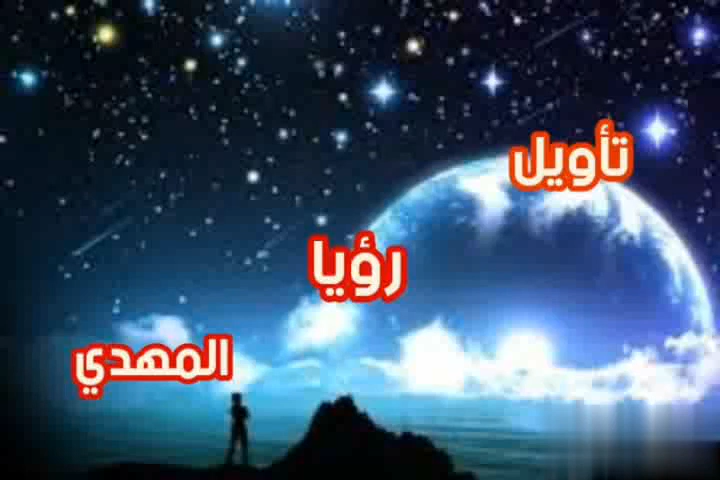 تأويل
رؤيا
المهدي